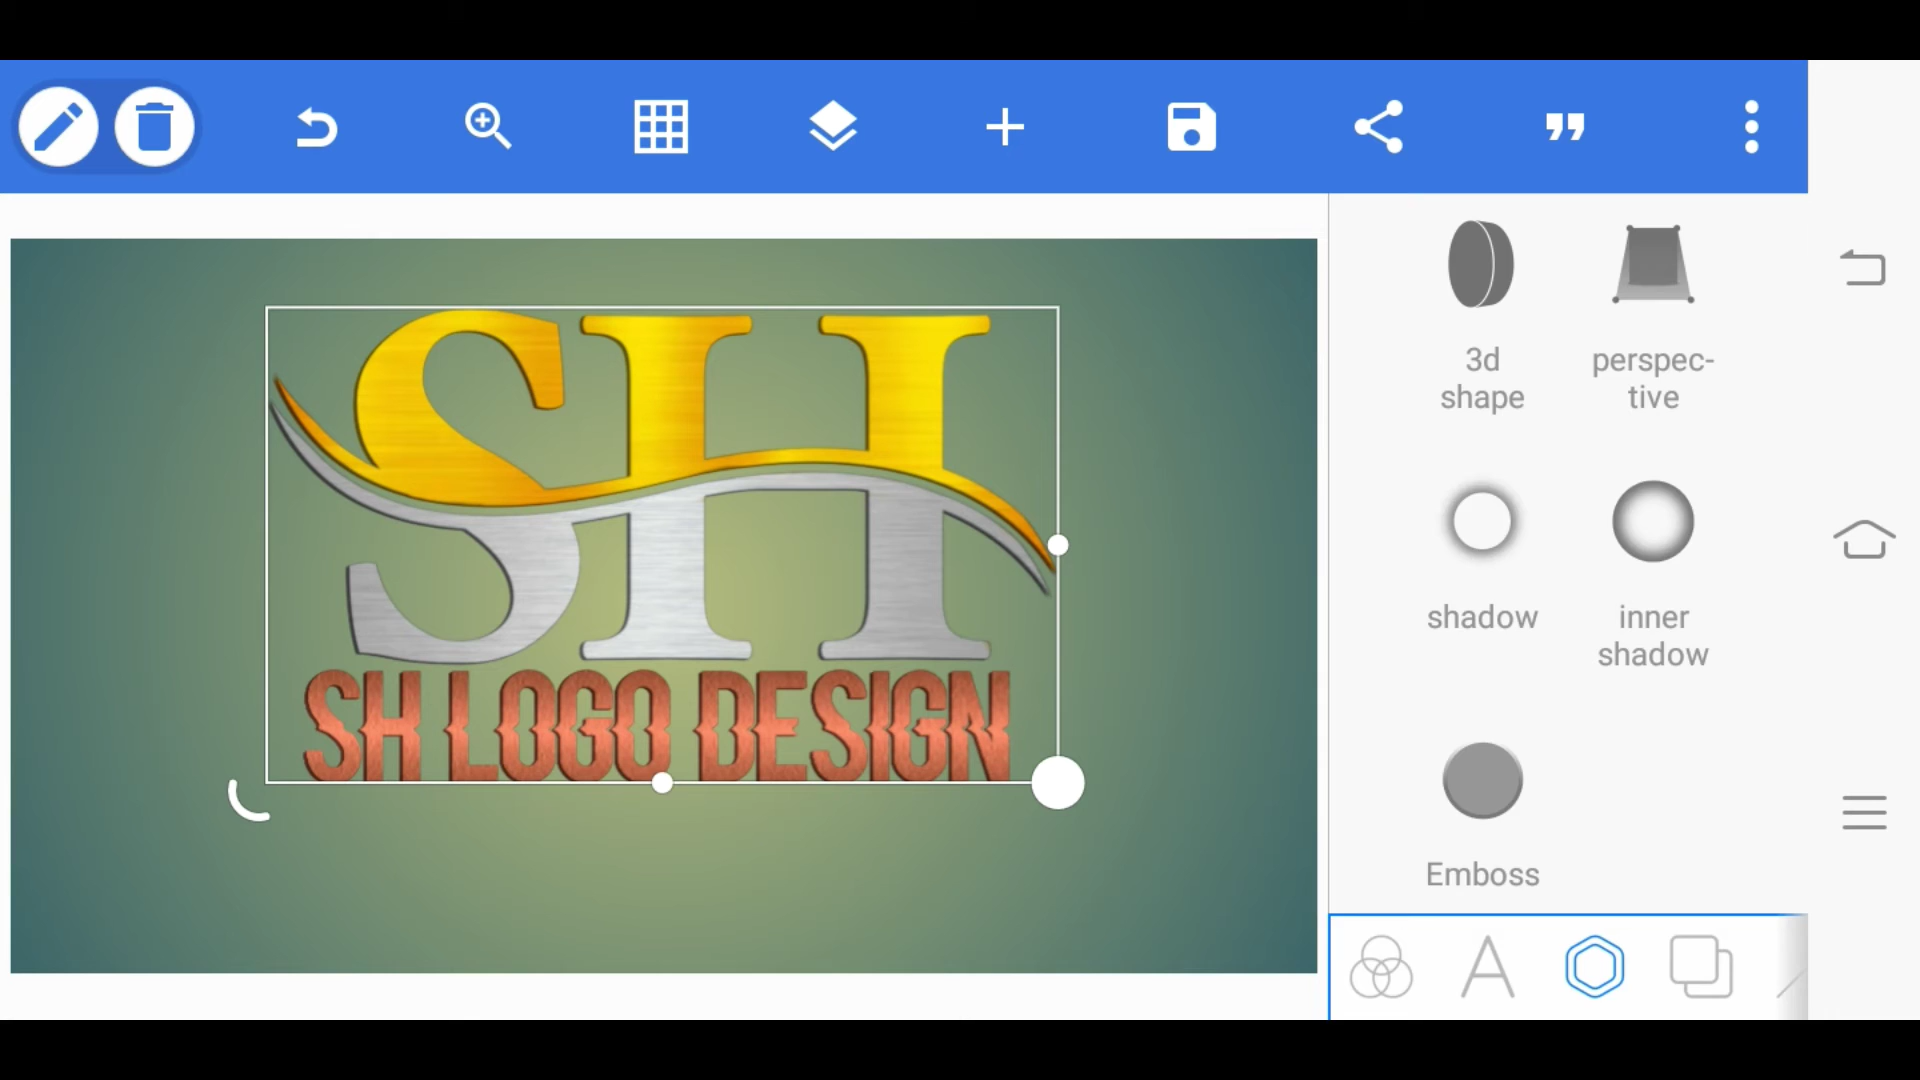 SH
SH LOGO DESIGN
3d
shape
perspec-
tive
shadow
inner
shadow
Emboss